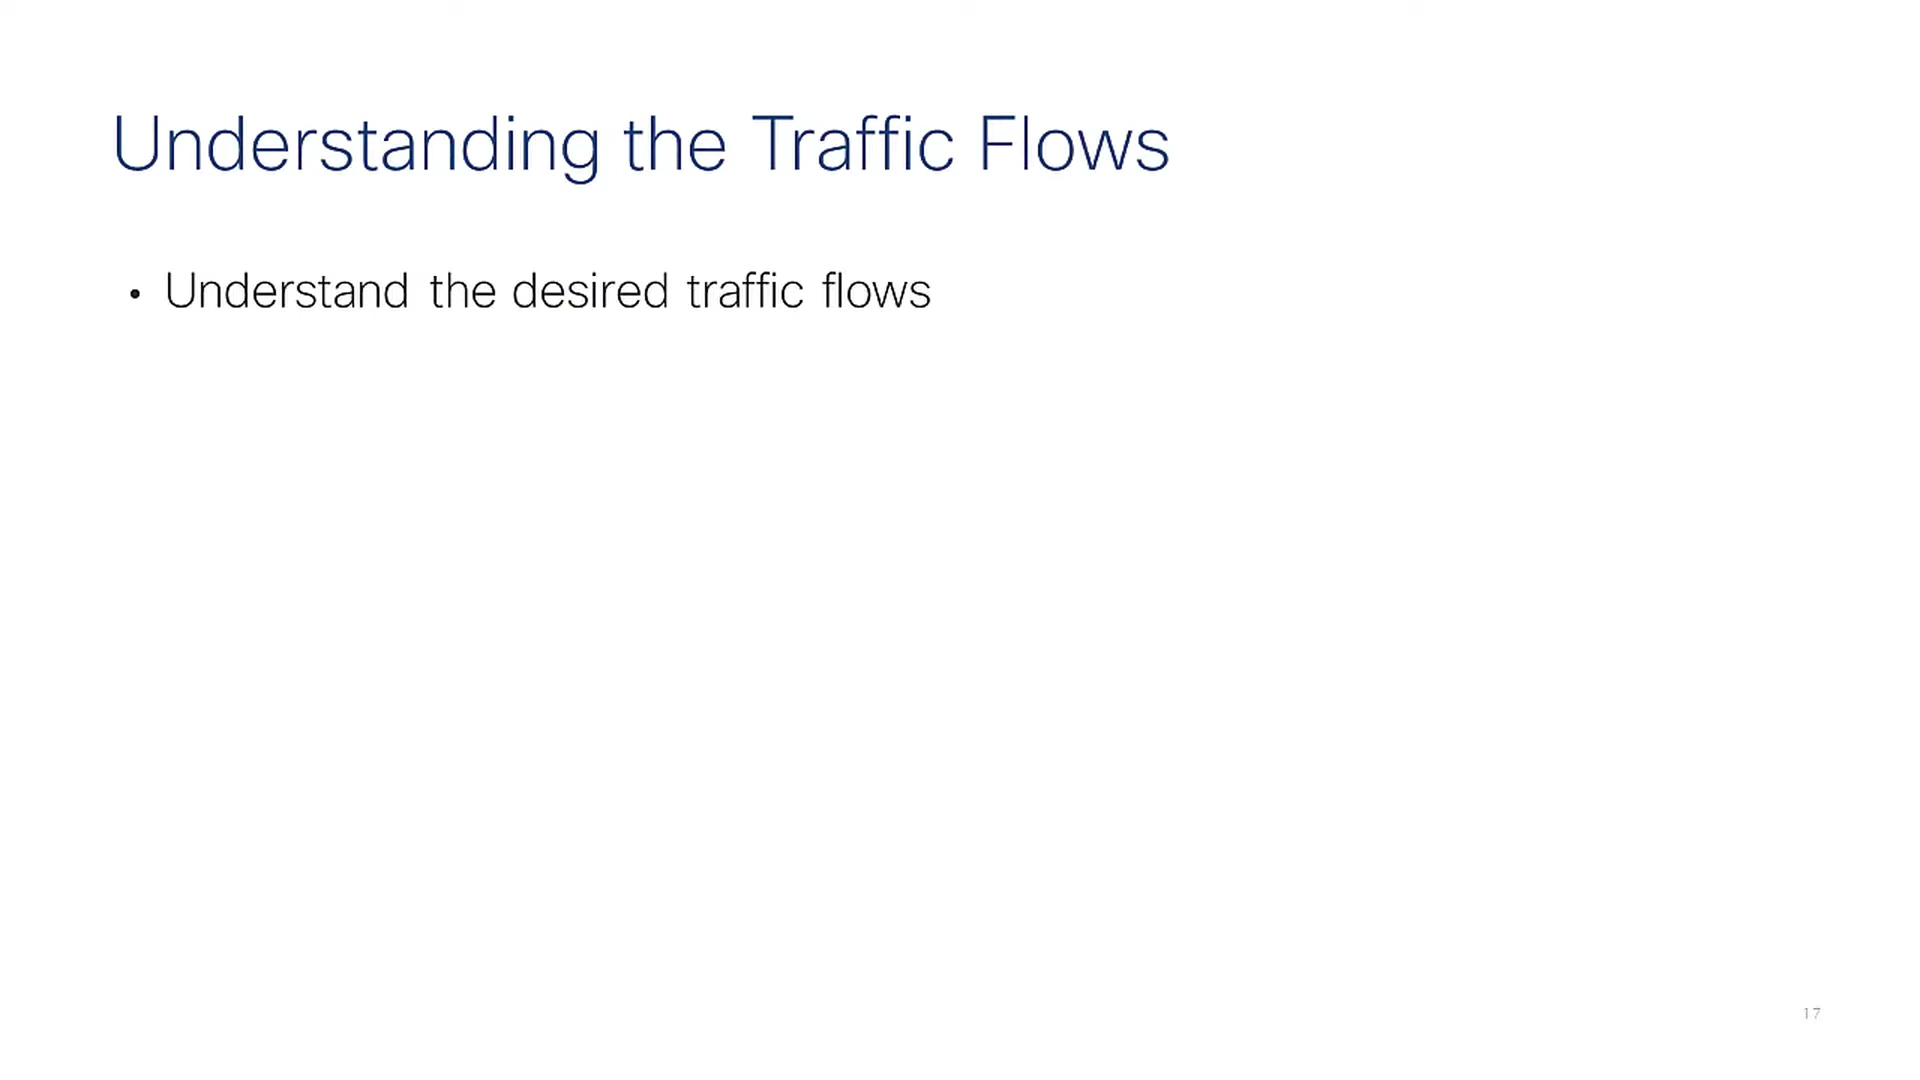 Understanding the Traffic Flows
• Understand the desired traffic flows
17